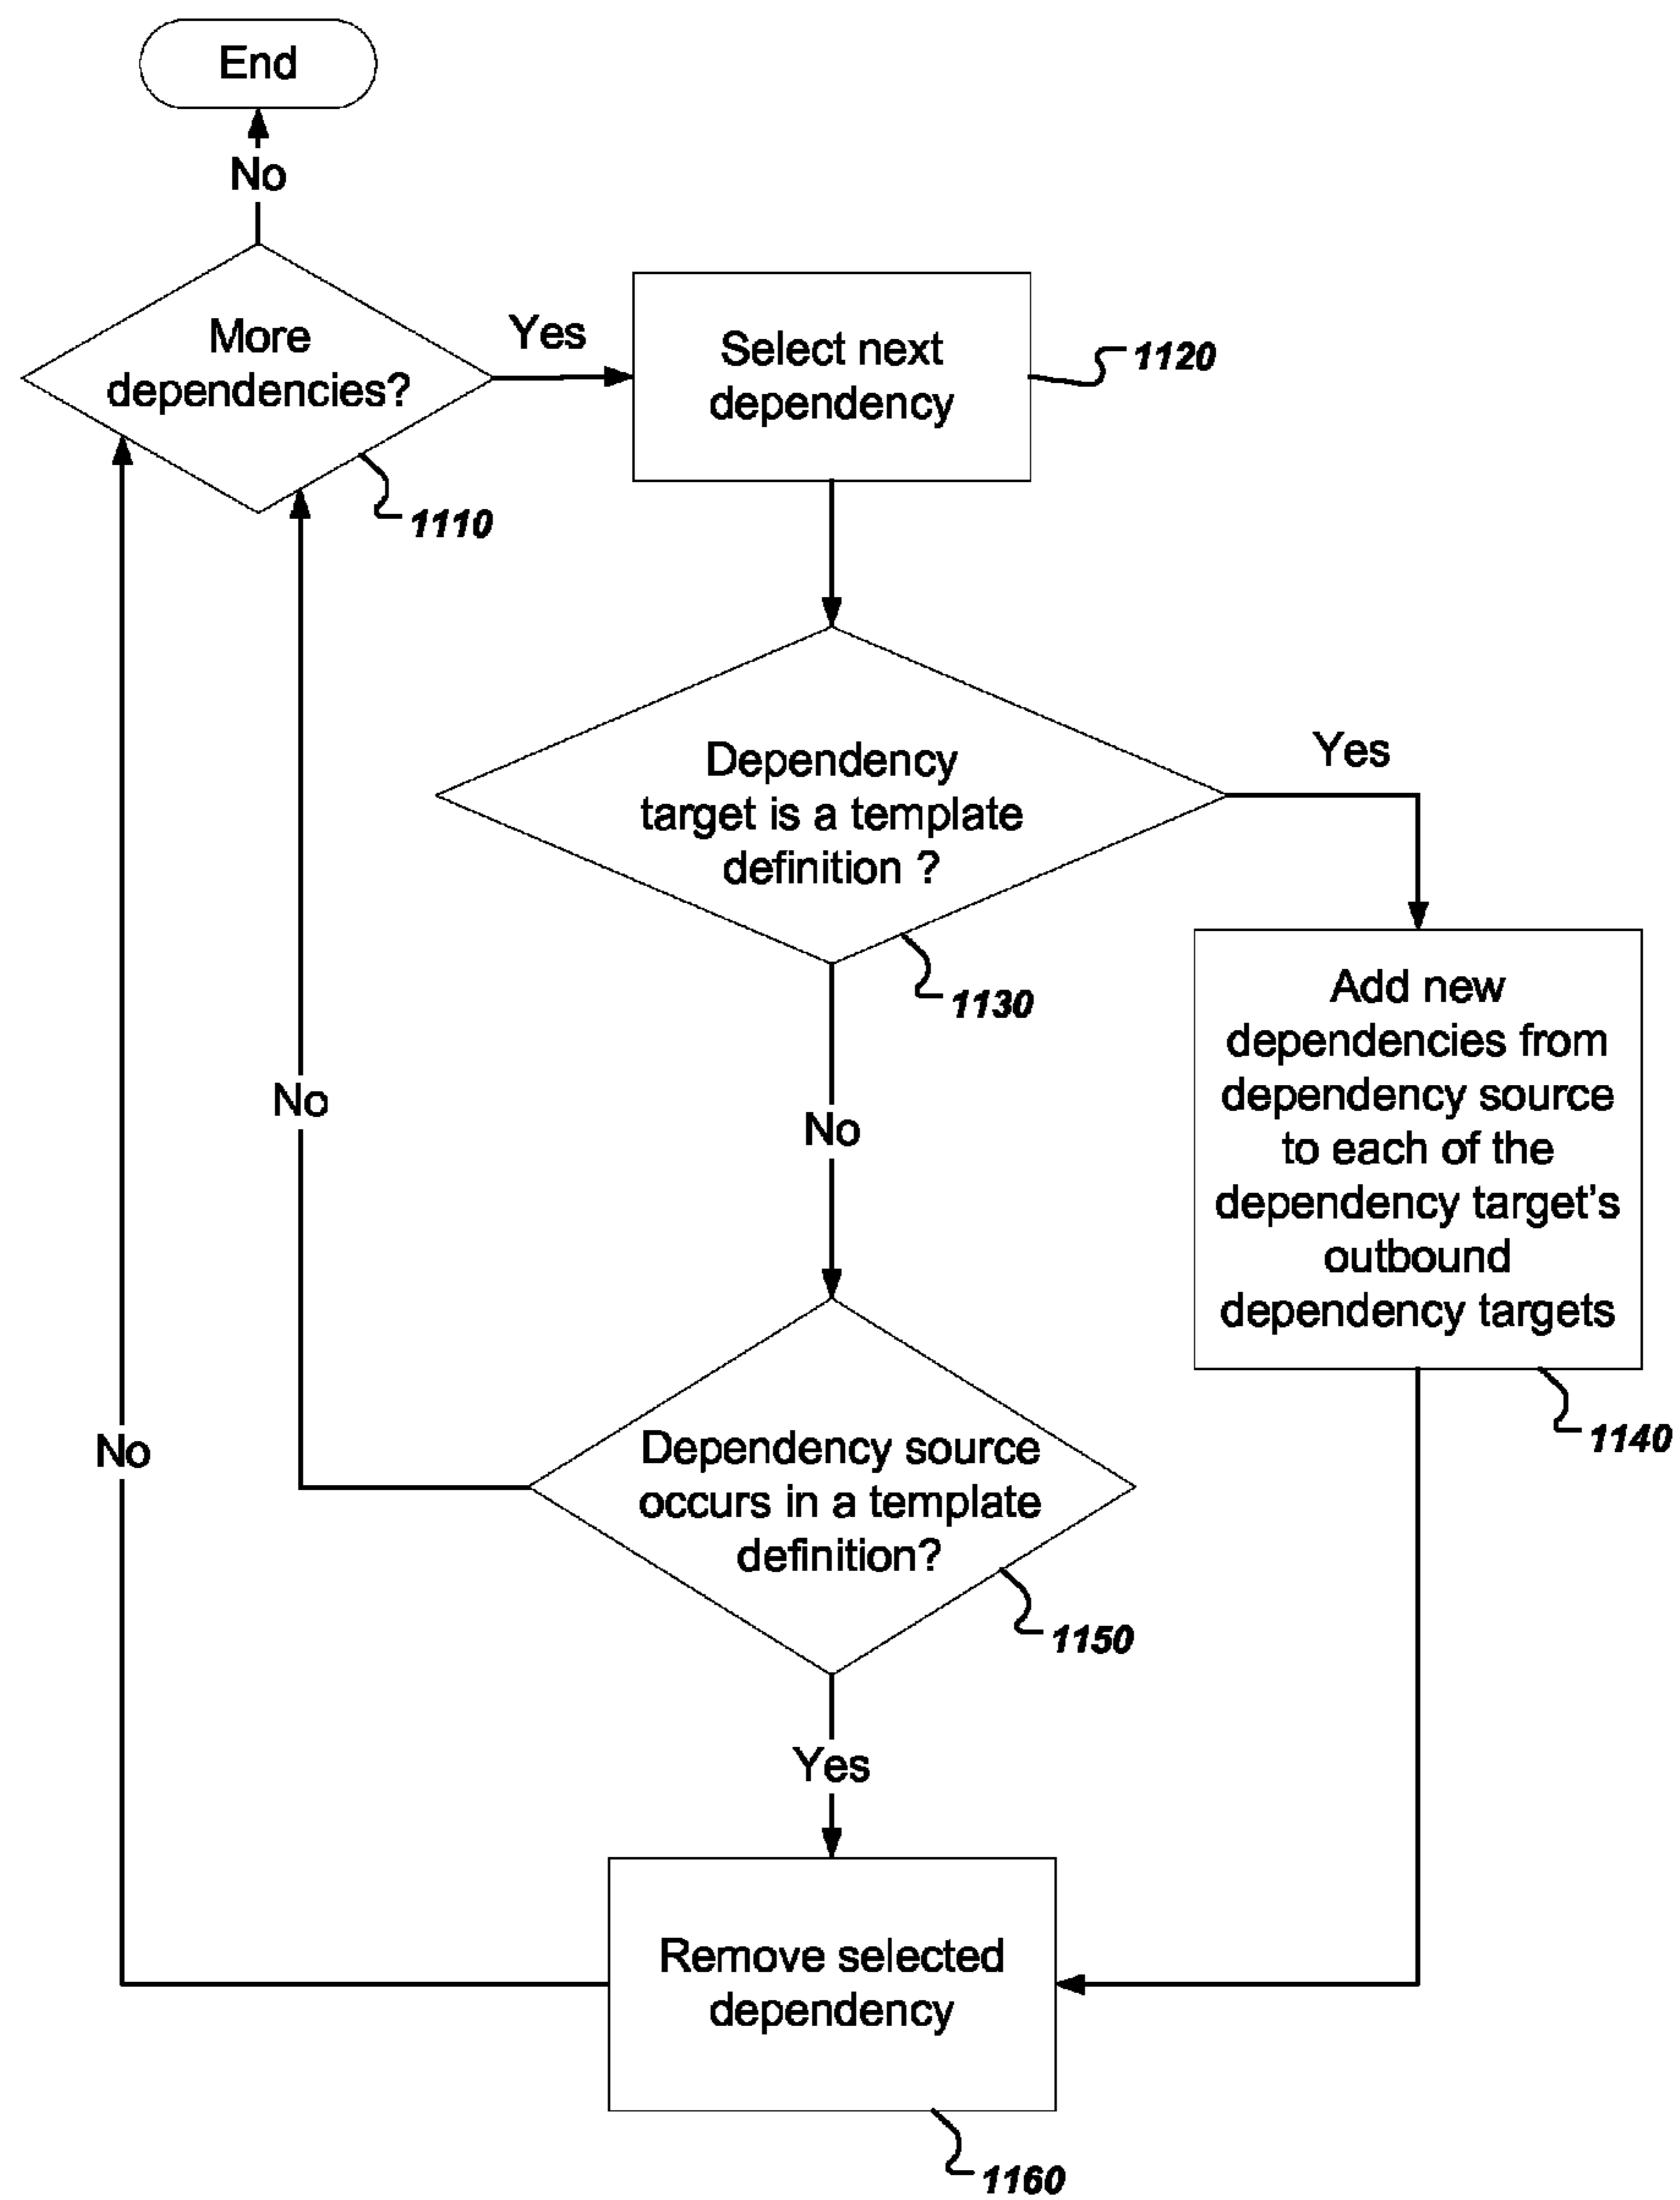 End
No
More
dependencies?
1110
Yes
Select next
dependency
1120
Dependency
target is a template
definition ?
1130
Yes
Add new
dependencies from
dependency source
to each of the
dependency target's
outbound
dependency targets
1140
No
No
Dependency source
occurs in a template
definition?
1150
No
Yes
Remove selected
dependency
1160